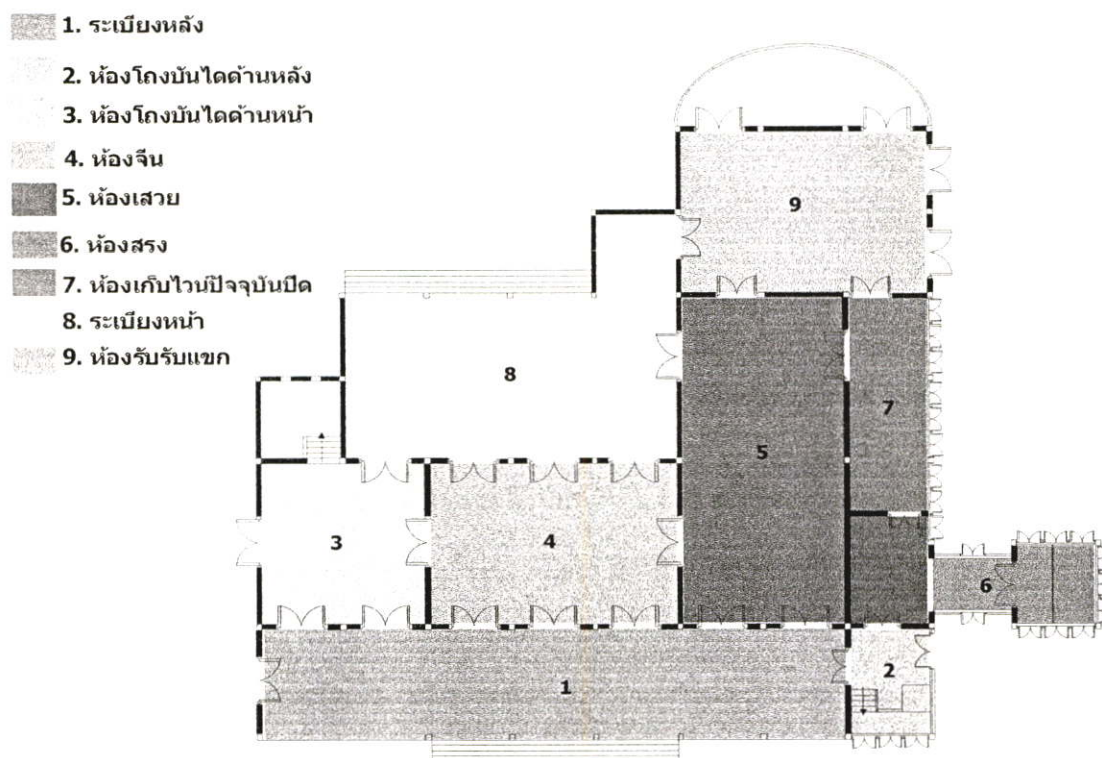 1. ระเบียงหลัง
2. ห้องโถงบันไดด้านหลัง
3. ห้องโถงบันไดด้านหน้า
4. ห้องจีน
5. ห้องเสวย
6. ห้องสรง
7. ห้องเก็บไวน์ปัจจุบันปิด
8. ระเบียงหน้า
9. ห้องรับรับแขก
9
8
7
5
3
4
6
2
1